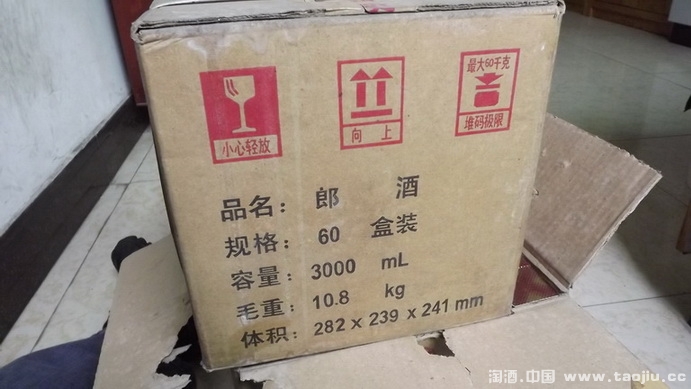 小心轻放
向 上
最大60千克
堆码极限
品名： 郎 酒
规格： 60 盒装
容量： 3000 mL
毛重： 10.8 kg
体积： 282 x 239 x 241 mm
淘酒.中国 www.taojiu.cc